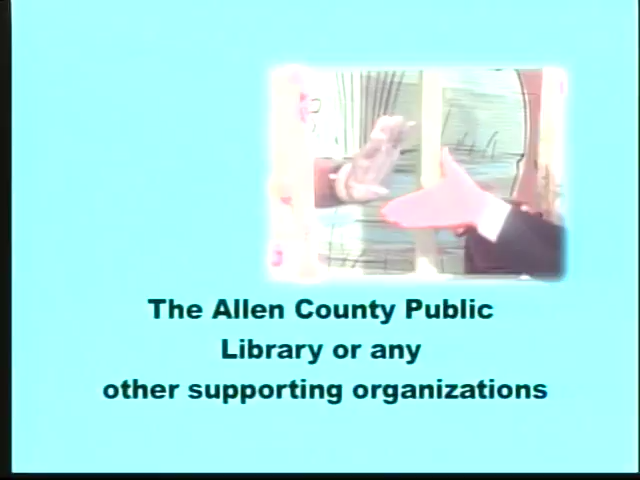 The Allen County Public
Library or any
other supporting organizations